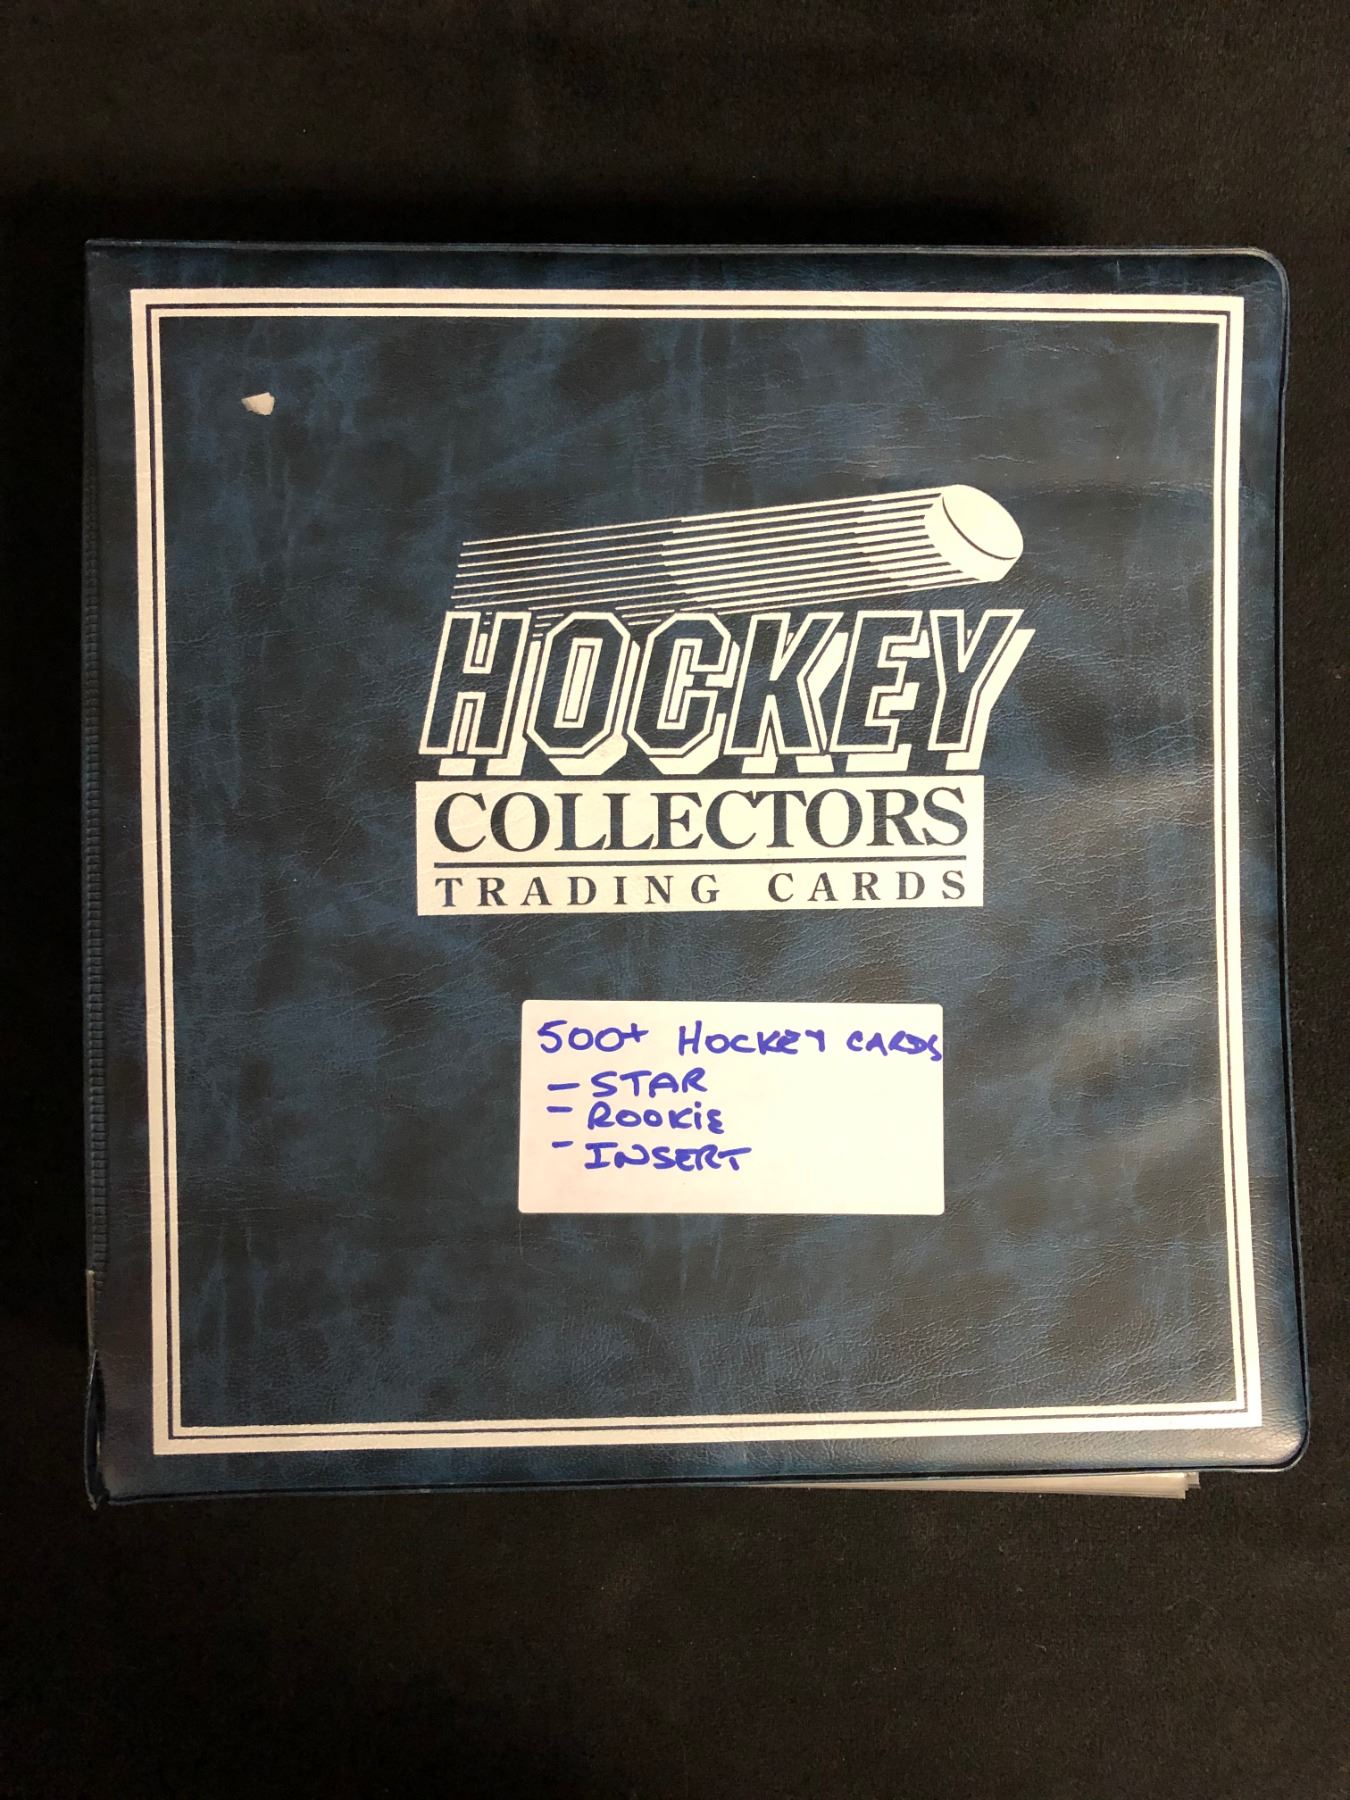 HOCKEY
COLLECTORS
TRADING CARDS
500+ HOCKEY CARDS
- STAR
- ROOKiE
- INSERT